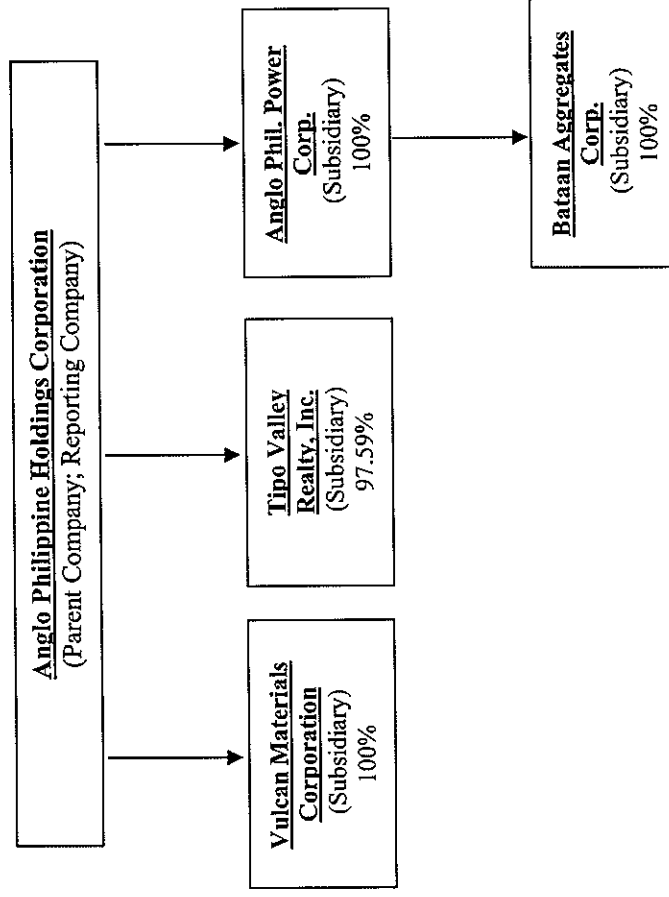 Anglo Philippine Holdings Corporation
(Parent Company; Reporting Company)
Vulcan Materials
Corporation
(Subsidiary)
100%
Tipo Valley
Realty, Inc.
(Subsidiary)
97.59%
Anglo Phil. Power
Corp.
(Subsidiary)
100%
Bataan Aggregates
Corp.
(Subsidiary)
100%